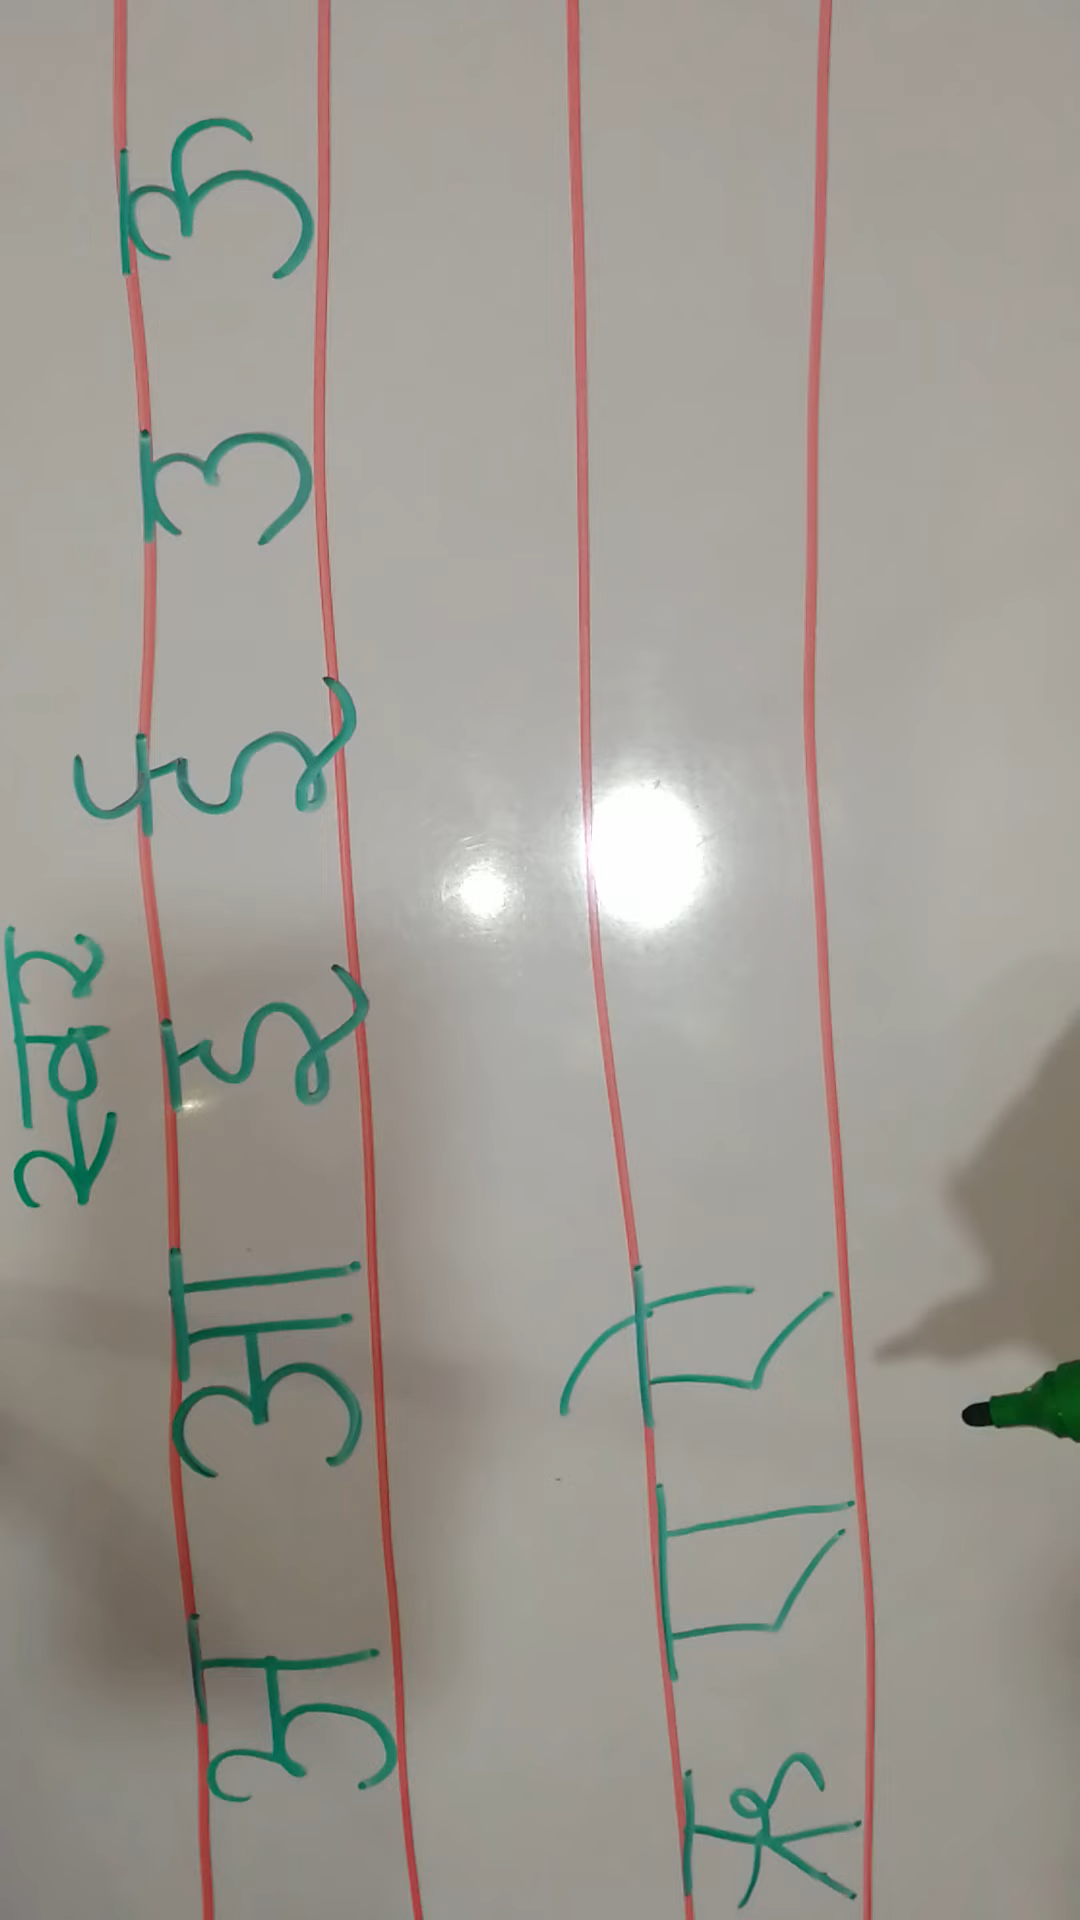 स्वर
अ आ इ ई उ ऊ
ऋ ए ऐ